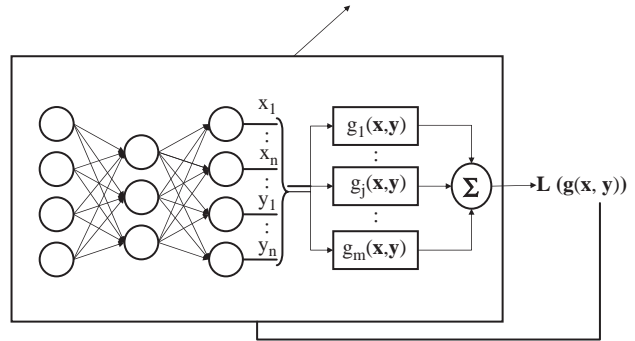 x₁
⋮
xₙ
⋮
y₁
⋮
yₙ
g₁(x,y)
⋮
gⱼ(x,y)
⋮
gₘ(x,y)
Σ
L (g(x, y))